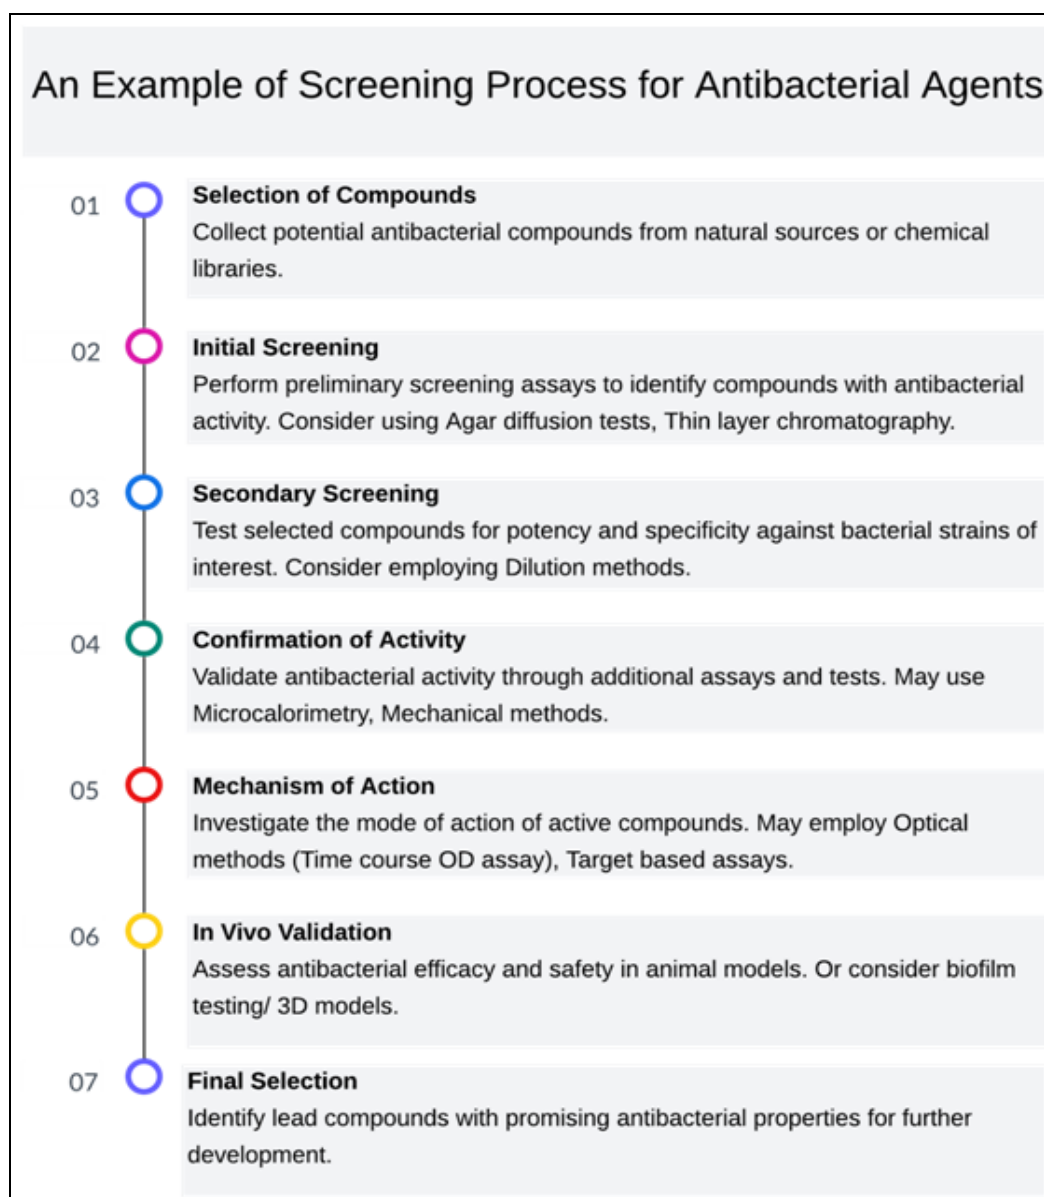 An Example of Screening Process for Antibacterial Agents
01
Selection of Compounds
Collect potential antibacterial compounds from natural sources or chemical
libraries.
02
Initial Screening
Perform preliminary screening assays to identify compounds with antibacterial
activity. Consider using Agar diffusion tests, Thin layer chromatography.
03
Secondary Screening
Test selected compounds for potency and specificity against bacterial strains of
interest. Consider employing Dilution methods.
04
Confirmation of Activity
Validate antibacterial activity through additional assays and tests. May use
Microcalorimetry, Mechanical methods.
05
Mechanism of Action
Investigate the mode of action of active compounds. May employ Optical
methods (Time course OD assay), Target based assays.
06
In Vivo Validation
Assess antibacterial efficacy and safety in animal models. Or consider biofilm
testing/ 3D models.
07
Final Selection
Identify lead compounds with promising antibacterial properties for further
development.